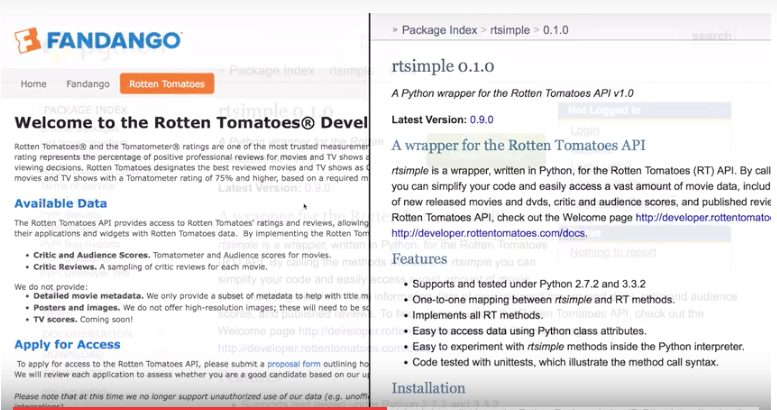 FANDANGO
Home Fandango Rotten Tomatoes
Welcome to the Rotten Tomatoes® Devel
Rotten Tomatoes® and the Tomatometer® ratings are one of the most trusted measuremen
rating represents the percentage of positive professional reviews for movies and TV shows a
viewing decisions. Rotten Tomatoes designates the best reviewed movies and TV shows as C
movies and TV shows with a Tomatometer rating of 75% and higher, based on a required m
Available Data
The Rotten Tomatoes API provides access to Rotten Tomatoes' ratings and reviews, allowing
their applications and widgets with Rotten Tomatoes data. By implementing the Rotten Tom
• Critic and Audience Scores. Tomatometer and Audience scores for movies.
• Critic Reviews. A sampling of critic reviews for each movie.
We do not provide:
• Detailed movie metadata. We only provide a subset of metadata to help with title m
• Posters and images. We do not offer high-resolution images; these will need to be so
• TV scores. Coming soon!
Apply for Access
To apply for access to the Rotten Tomatoes API, please submit a proposal form outlining ho
We will review each application to assess whether you are a good candidate based on our up
Please note that at this time we no longer support unauthorized use of our data (e.g. unoffi
integrations)
» Package Index > rtsimple > 0.1.0
search
rtsimple 0.1.0
A Python wrapper for the Rotten Tomatoes API v1.0
Not Logged In
Login
Latest Version: 0.9.0
A wrapper for the Rotten Tomatoes API
rtsimple is a wrapper, written in Python, for the Rotten Tomatoes (RT) API. By call
you can simplify your code and easily access a vast amount of movie data, includ
of new released movies and dvds, critic and audience scores, and published revie
Rotten Tomatoes API, check out the Welcome page http://developer.rottentomato
http://developer.rottentomatoes.com/docs.
Nothing to report
Features
• Supports and tested under Python 2.7.2 and 3.3.2
• One-to-one mapping between rtsimple and RT methods.
• Implements all RT methods.
• Easy to access data using Python class attributes.
• Easy to experiment with rtsimple methods inside the Python interpreter.
• Code tested with unittests, which illustrate the method call syntax.
Installation